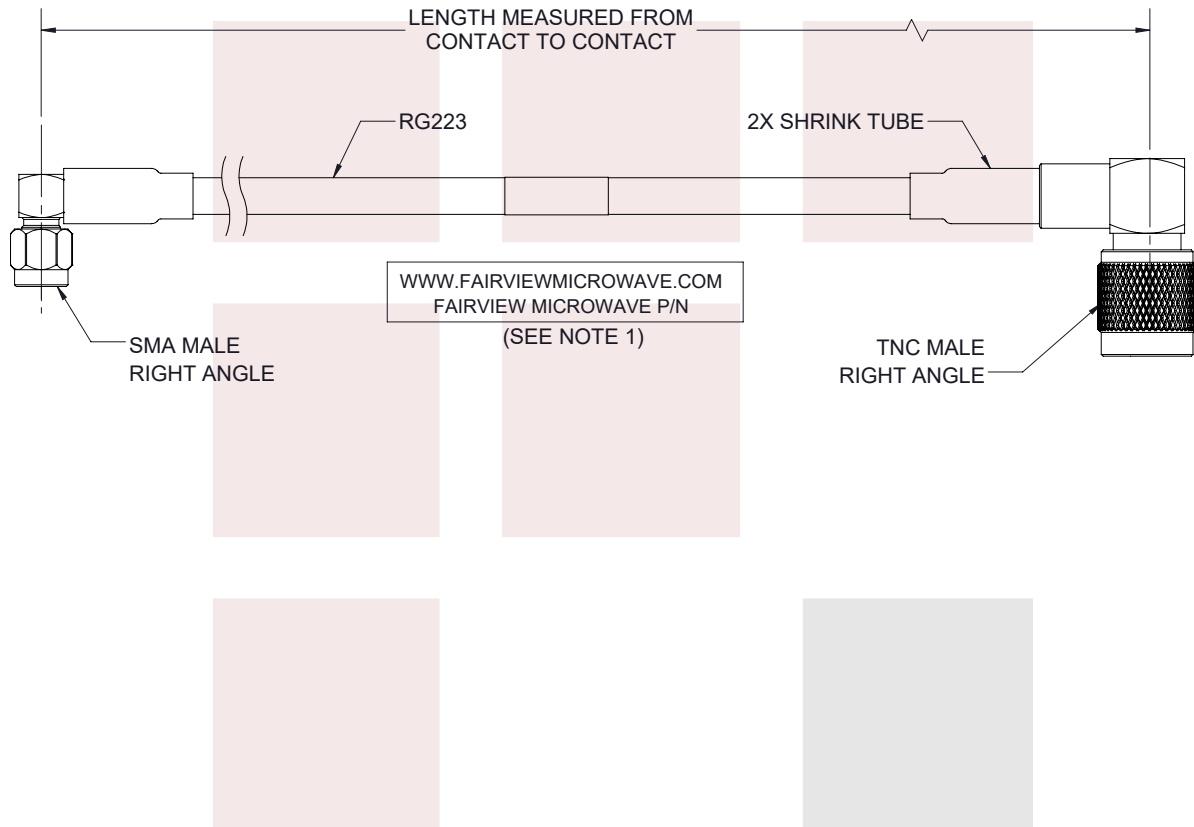 LENGTH MEASURED FROM
CONTACT TO CONTACT
RG223
2X SHRINK TUBE
WWW.FAIRVIEWMICROWAVE.COM
FAIRVIEW MICROWAVE P/N
(SEE NOTE 1)
SMA MALE
RIGHT ANGLE
TNC MALE
RIGHT ANGLE